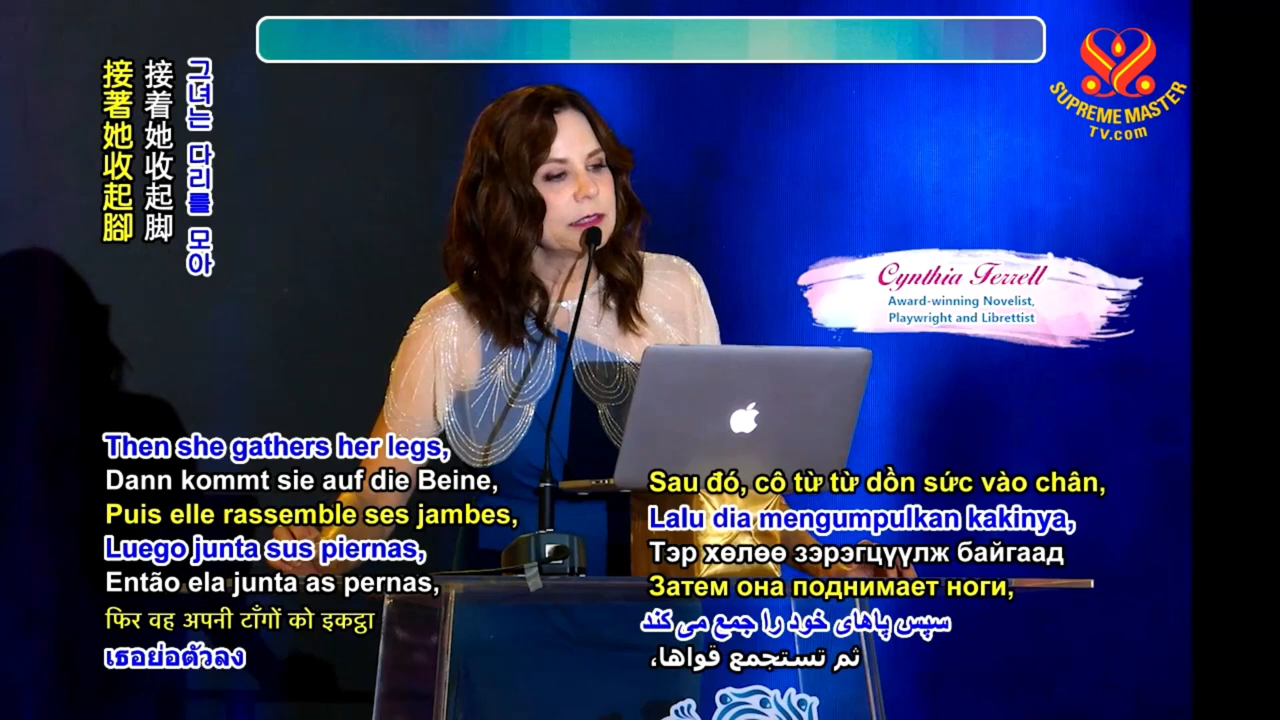 그녀는 다리를 모아
接着她收起脚
接著她收起腳
SUPREME MASTER
TV.com
Cynthia Ferrell
Award-winning Novelist,
Playwright and Librettist
Then she gathers her legs,
Dann kommt sie auf die Beine,
Puis elle rassemble ses jambes,
Luego junta sus piernas,
Então ela junta as pernas,
फिर वह अपनी टाँगों को इकट्ठा
เธอย่อตัวลง
Sau đó, cô từ từ dồn sức vào chân,
Lalu dia mengumpulkan kakinya,
Тэр хөлөө зэрэгцүүлж байгаад
Затем она поднимает ноги,
سپس پاهای خود را جمع می کند
ثم تستجمع قواها،